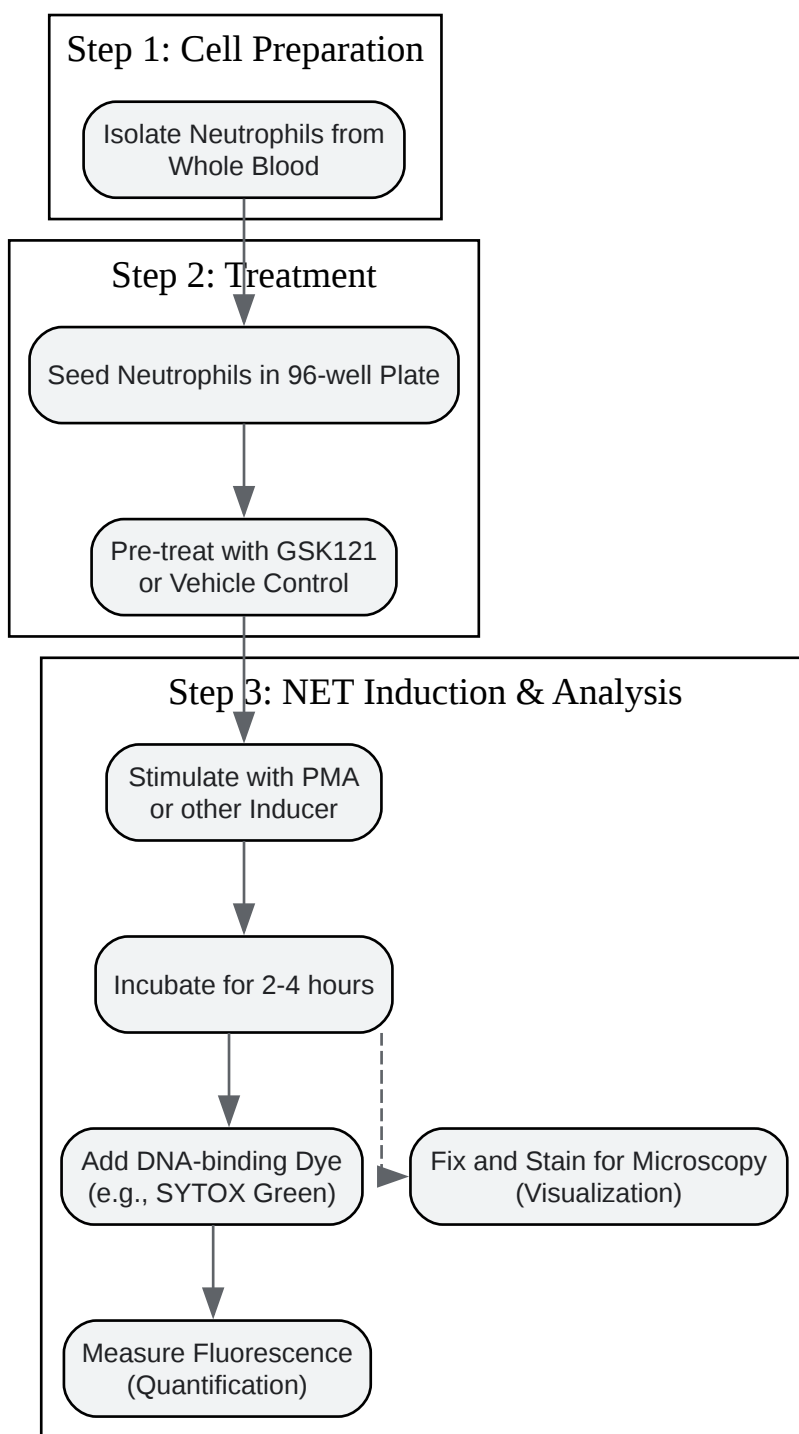 Step 1: Cell Preparation
Isolate Neutrophils from
Whole Blood
Step 2: Treatment
Seed Neutrophils in 96-well Plate
Pre-treat with GSK121
or Vehicle Control
Step 3: NET Induction & Analysis
Stimulate with PMA
or other Inducer
Incubate for 2-4 hours
Add DNA-binding Dye
(e.g., SYTOX Green)
Fix and Stain for Microscopy
(Visualization)
Measure Fluorescence
(Quantification)